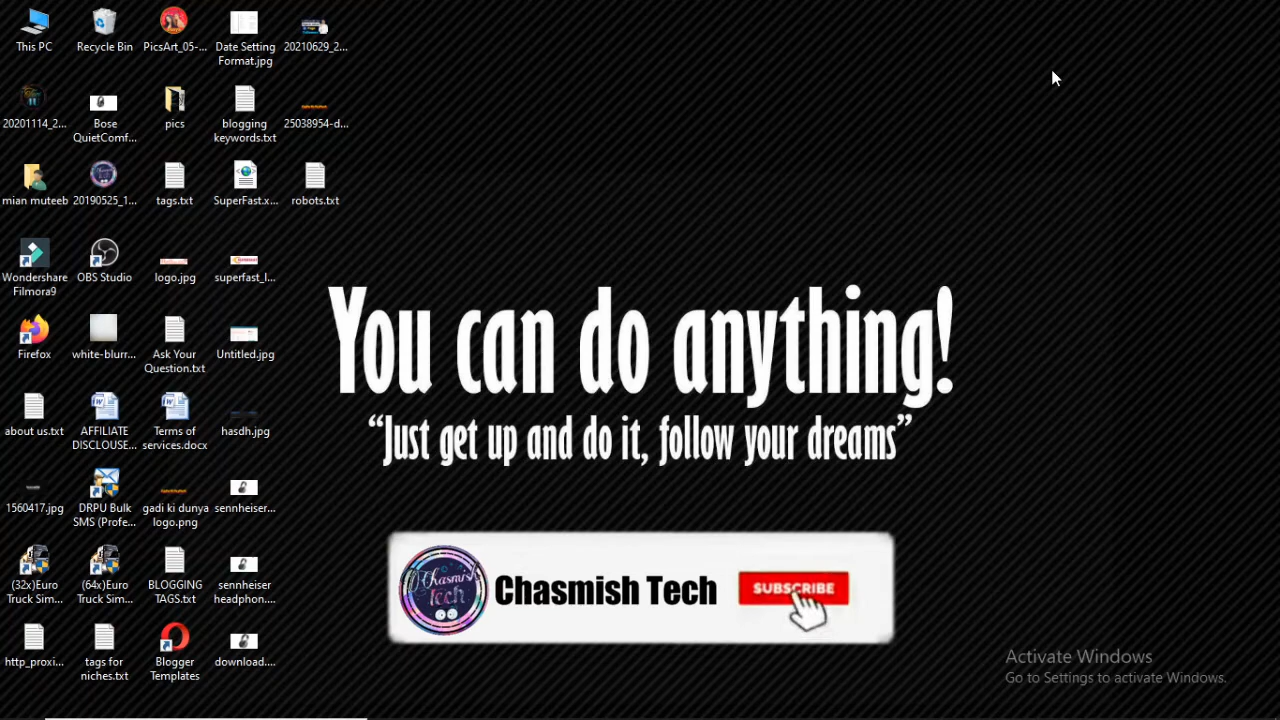 This PC
Recycle Bin
PicsArt_05-...
Date Setting
Format.jpg
20210629_2...
20201114_2...
Bose
QuietComf...
pics
blogging
keywords.txt
25038954-d...
mian muteeb
20190525_1...
tags.txt
SuperFast.x...
robots.txt
Wondershare
Filmora9
OBS Studio
logo.jpg
superfast_l...
Firefox
white-blurr...
Ask Your
Question.txt
Untitled.jpg
about us.txt
AFFILIATE
DISCLOUSE...
Terms of
services.docx
hasdh.jpg
1560417.jpg
DRPU Bulk
SMS (Profe...
gadi ki dunya
logo.png
sennheiser...
(32x)Euro
Truck Sim...
(64x)Euro
Truck Sim...
BLOGGING
TAGS.txt
sennheiser
headphon....
http_proxi...
tags for
niches.txt
Blogger
Templates
download....
You can do anything!
“Just get up and do it, follow your dreams”
Chasmish
tech
Chasmish Tech
SUBSCRIBE
Activate Windows
Go to Settings to activate Windows.